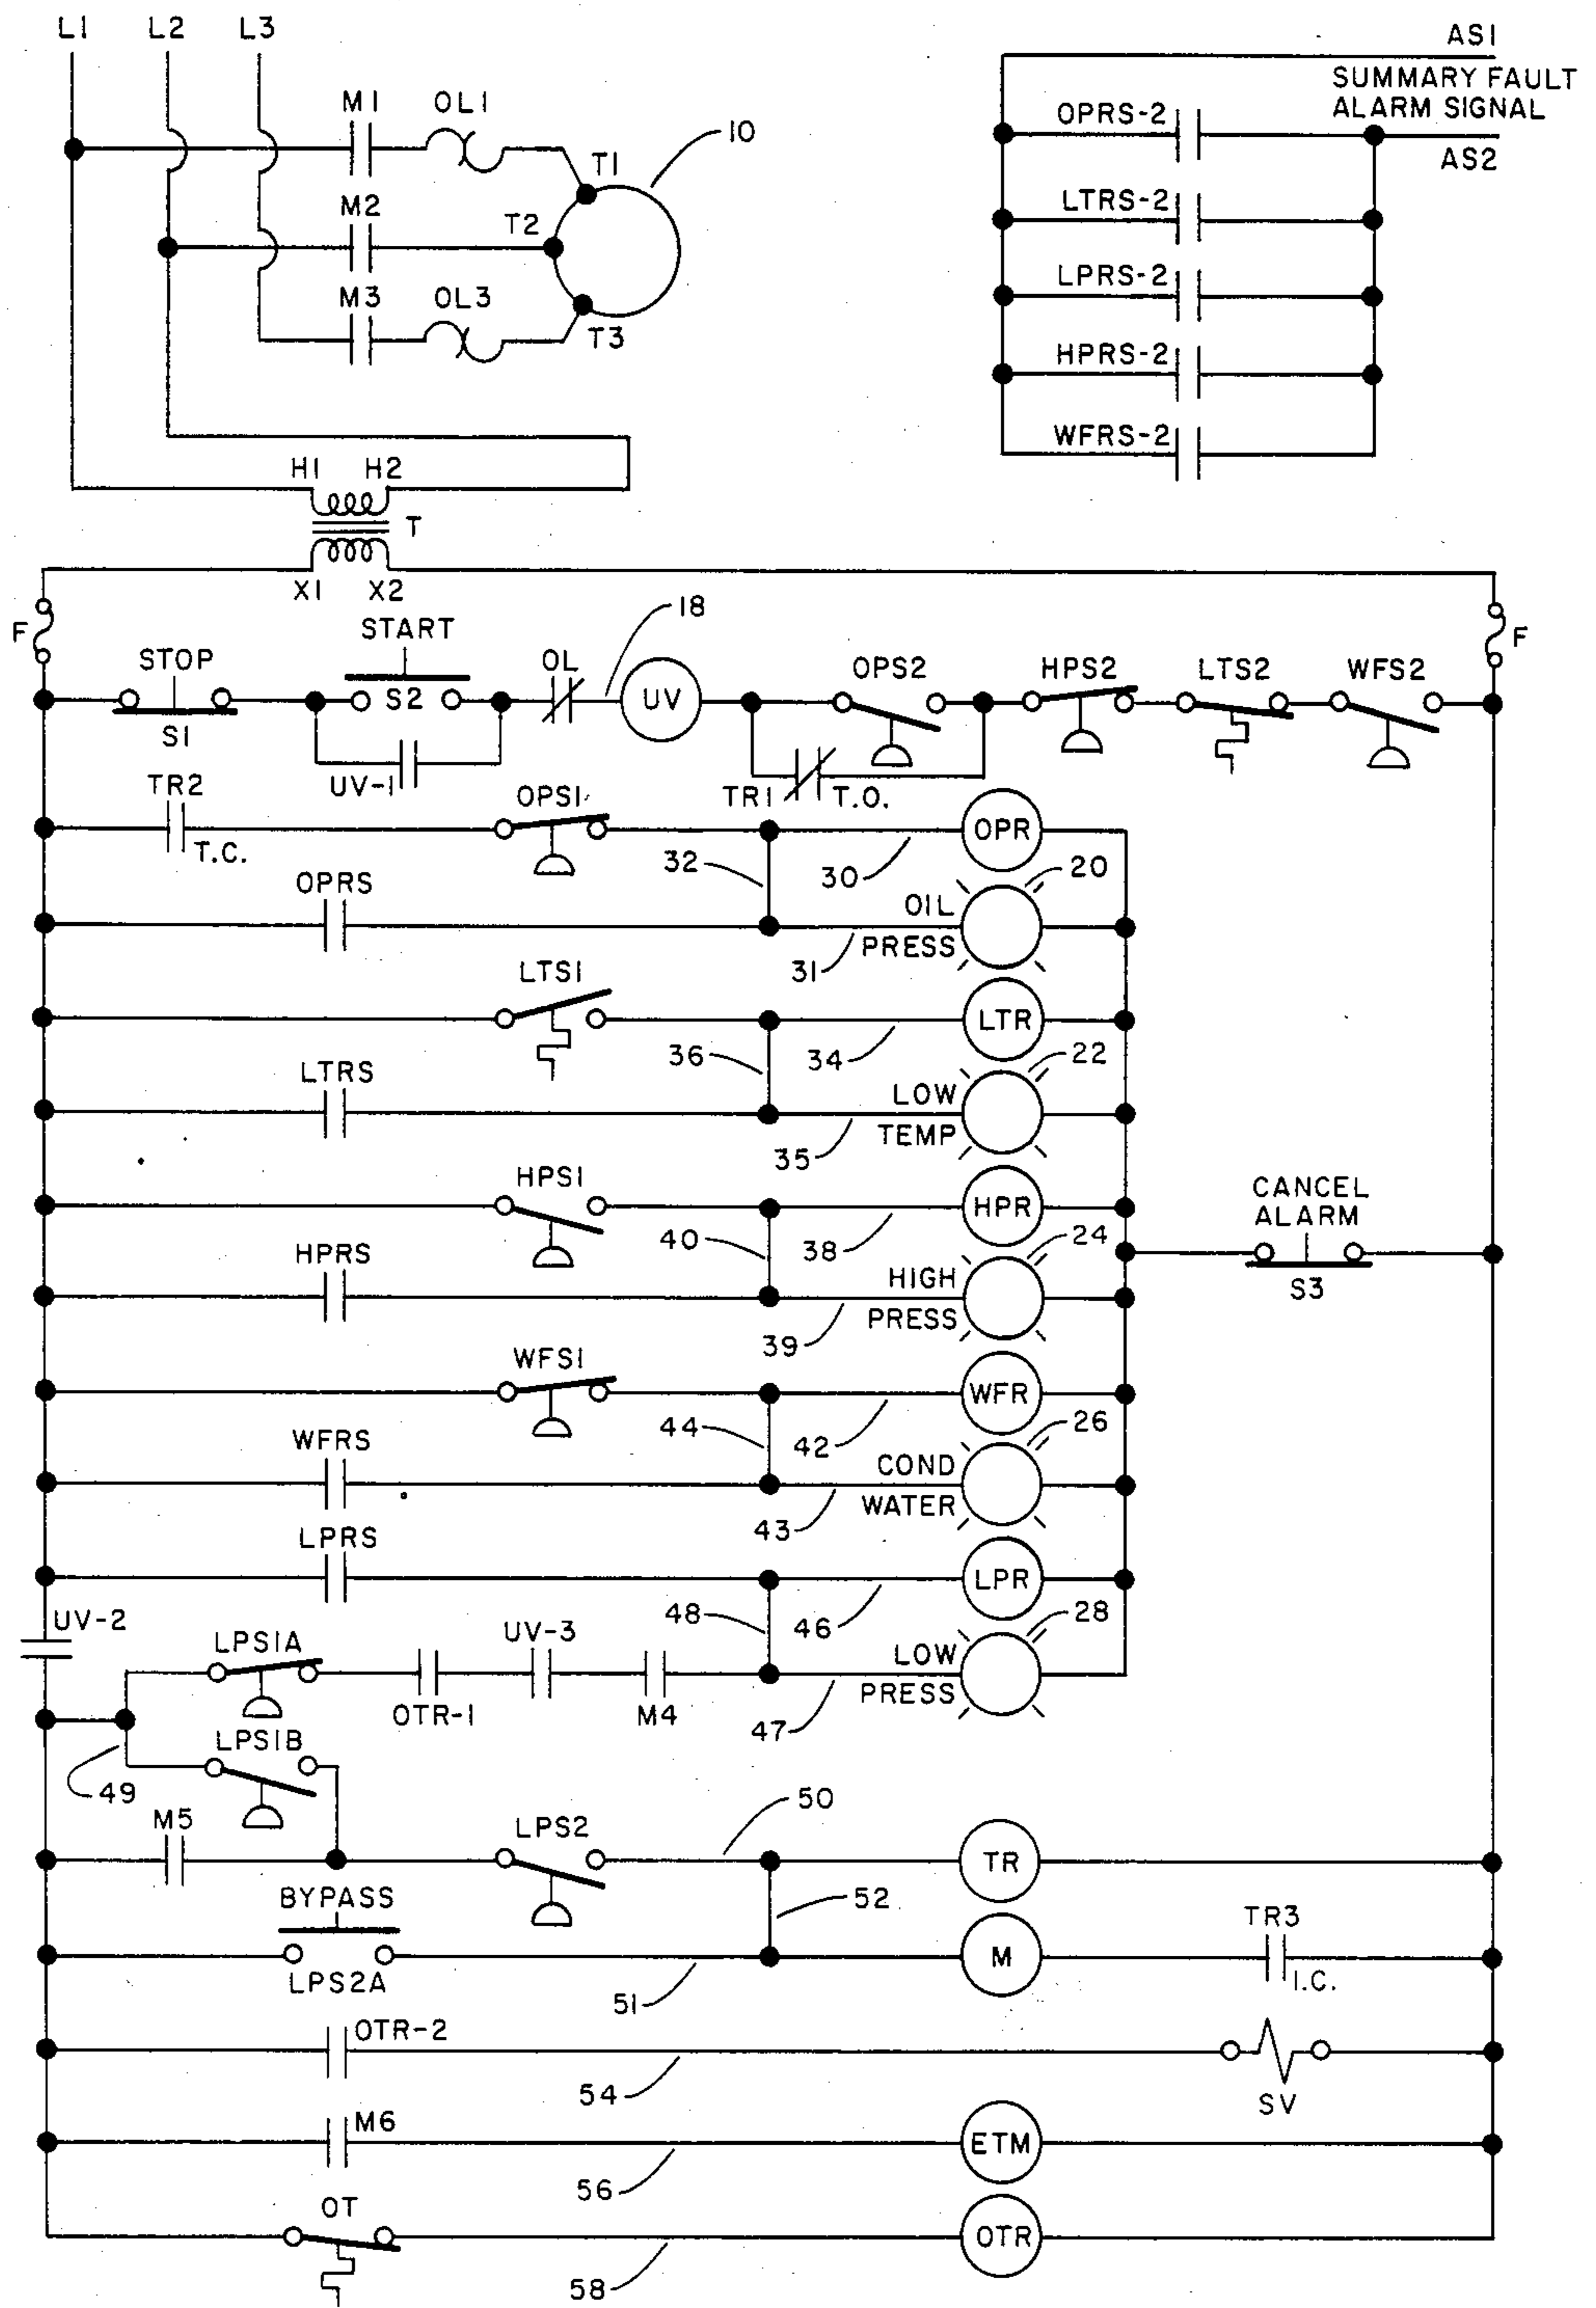 L1 L2 L3
M1 OL1
10
T1
M2
T2
M3 OL3
T3
AS1
SUMMARY FAULT
ALARM SIGNAL
OPRS-2
AS2
LTRS-2
LPRS-2
HPRS-2
WFRS-2
H1 H2
T
X1 X2
F
F
STOP
START
S1
S2
OL
18
UV
OPS2
HPS2
LTS2
WFS2
UV-1
TR1 T.O.
TR2
T.C.
OPS1
32
30
OPR
20
OPRS
OIL
PRESS
31
LTS1
36
34
LTR
22
LTRS
LOW
TEMP
35
HPS1
40
38
HPR
24
HPRS
HIGH
PRESS
39
CANCEL
ALARM
S3
WFS1
44
42
WFR
26
WFRS
COND
WATER
43
LPRS
48
46
LPR
28
UV-2
LPS1A
OTR-1
UV-3
M4
LOW
PRESS
47
LPS1B
49
M5
LPS2
50
TR
BYPASS
52
LPS2A
51
M
TR3
I.C.
OTR-2
54
SV
M6
56
ETM
OT
58
OTR